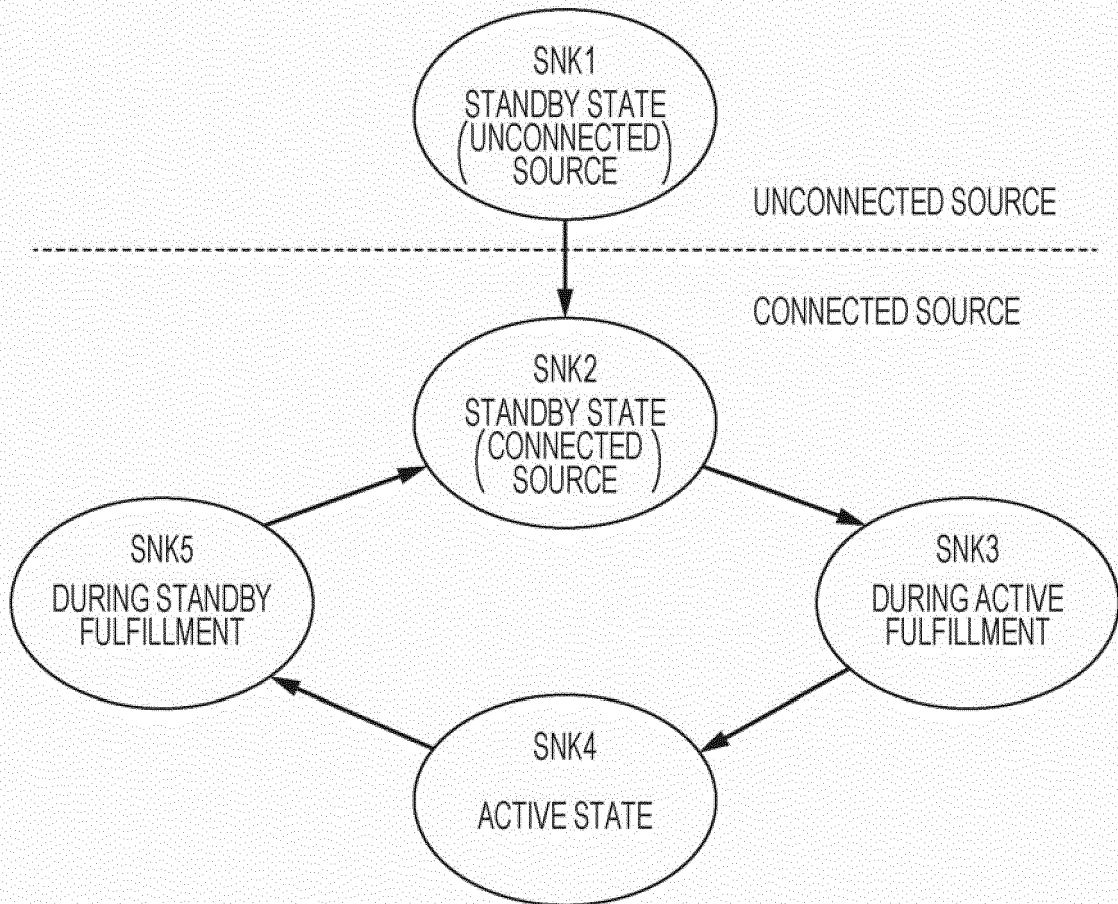 SNK1
STANDBY STATE
(UNCONNECTED
SOURCE)
UNCONNECTED SOURCE
CONNECTED SOURCE
SNK2
STANDBY STATE
(CONNECTED
SOURCE)
SNK5
DURING STANDBY
FULFILLMENT
SNK3
DURING ACTIVE
FULFILLMENT
SNK4
ACTIVE STATE